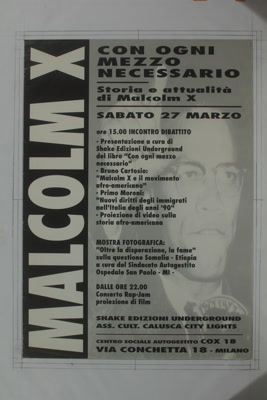 MALCOLM X
CON OGNI
MEZZO
NECESSARIO
Storia e attualità
di Malcolm X
SABATO 27 MARZO
ore 15.00 INCONTRO DIBATTITO
- Presentazione a cura di
Shake Edizioni Underground
del libro "Con ogni mezzo
necessario"
- Bruno Cartosio:
"Malcolm X e il movimento
afro-americano"
- Primo Moroni:
"Nuovi diritti degli immigrati
nell'Italia degli anni '90"
- Proiezione di video sulla
storia afro-americana
MOSTRA FOTOGRAFICA:
"Oltre la disperazione, la fame"
sulla questione Somalia - Etiopia
a cura del Sindacato Autogestito
Ospedale San Paolo - MI -
DALLE ORE 22.00
Concerto Rap-Jam
proiezione di film
SHAKE EDIZIONI UNDERGROUND
ASS. CULT. CALUSCA CITY LIGHTS
CENTRO SOCIALE AUTOGESTITO COX 18
VIA CONCHETTA 18 - MILANO